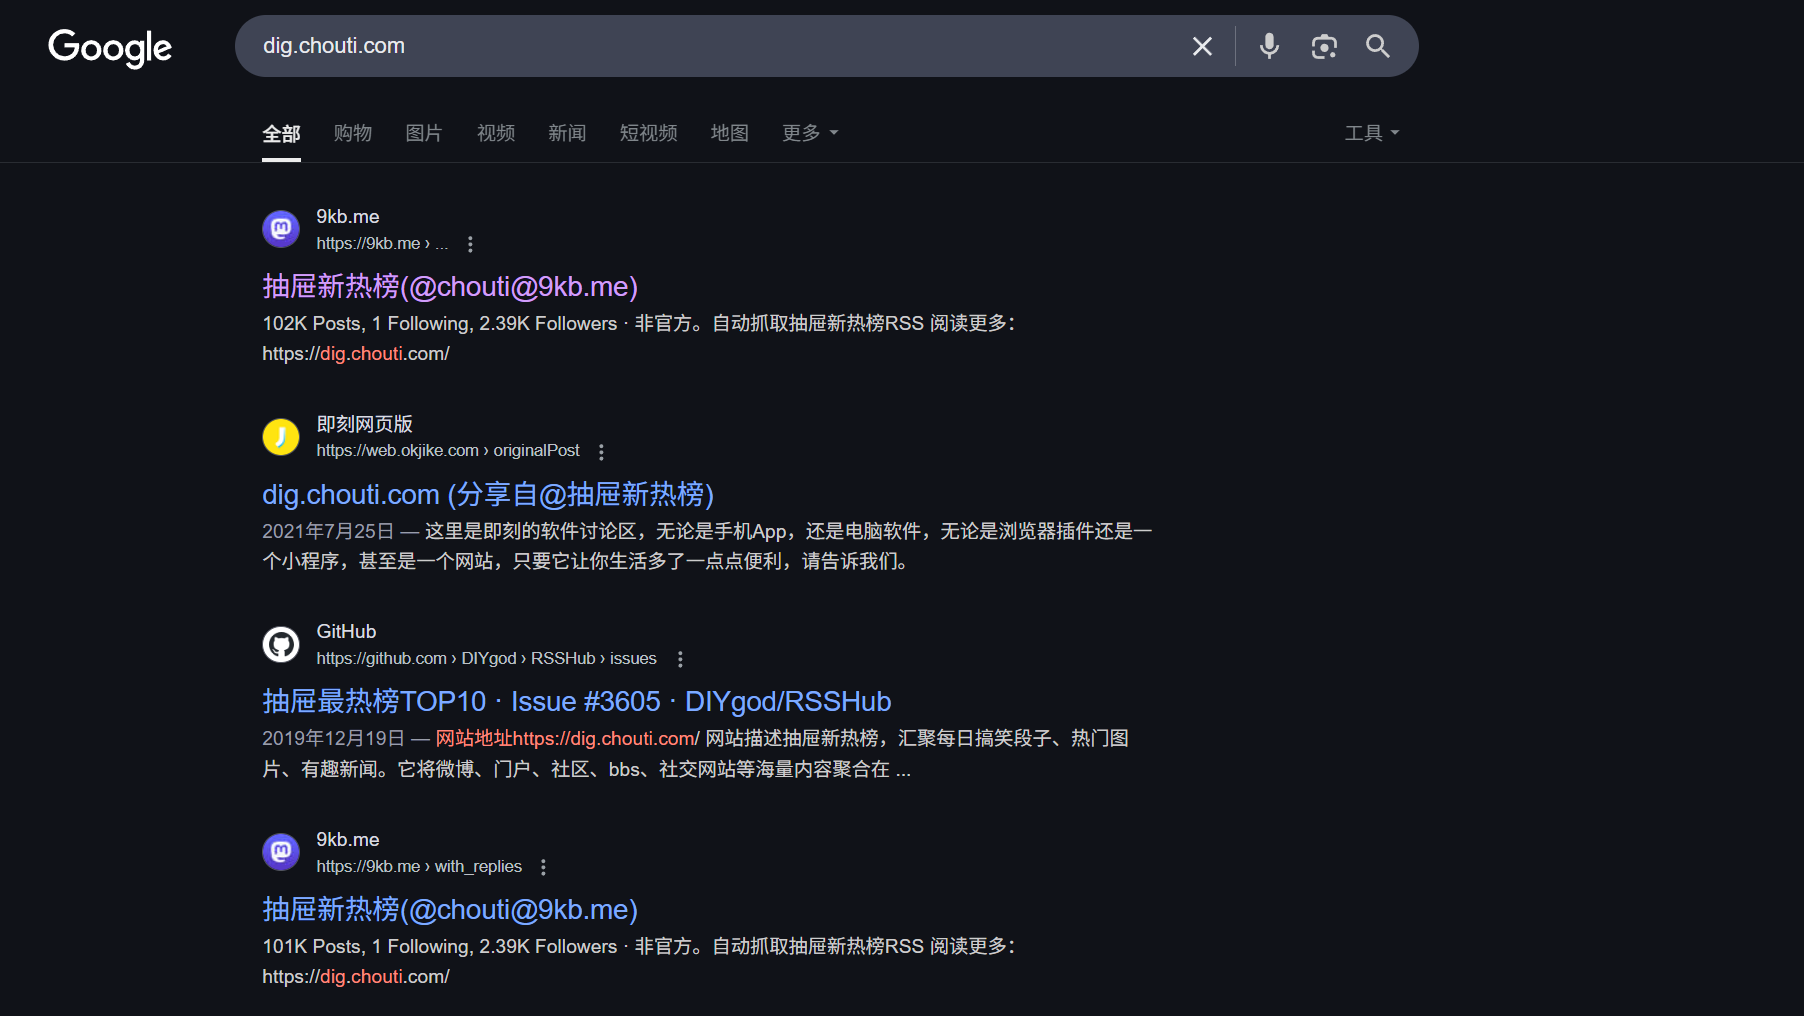 Google
dig.chouti.com
全部 购物 图片 视频 新闻 短视频 地图 更多 工具
9kb.me
https://9kb.me › ...
抽屉新热榜(@chouti@9kb.me)
102K Posts, 1 Following, 2.39K Followers · 非官方。自动抓取抽屉新热榜RSS 阅读更多：
https://dig.chouti.com/
即刻网页版
https://web.okjike.com › originalPost
dig.chouti.com (分享自@抽屉新热榜)
2021年7月25日 — 这里是即刻的软件讨论区，无论是手机App，还是电脑软件，无论是浏览器插件还是一
个小程序，甚至是一个网站，只要它让你生活多了一点点便利，请告诉我们。
GitHub
https://github.com › DIYgod › RSSHub › issues
抽屉最热榜TOP10 · Issue #3605 · DIYgod/RSSHub
2019年12月19日 — 网站地址https://dig.chouti.com/ 网站描述抽屉新热榜，汇聚每日搞笑段子、热门图
片、有趣新闻。它将微博、门户、社区、bbs、社交网站等海量内容聚合在 ...
9kb.me
https://9kb.me › with_replies
抽屉新热榜(@chouti@9kb.me)
101K Posts, 1 Following, 2.39K Followers · 非官方。自动抓取抽屉新热榜RSS 阅读更多：
https://dig.chouti.com/